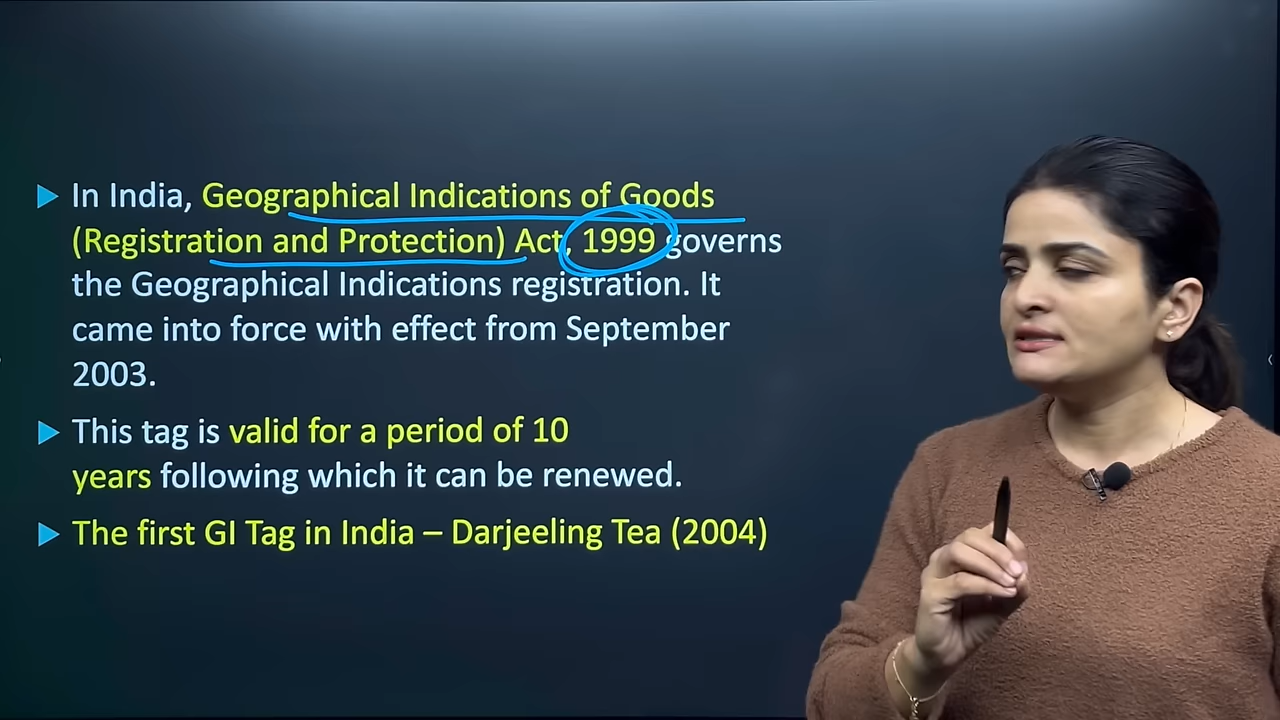 In India, Geographical Indications of Goods
(Registration and Protection) Act, 1999 governs
the Geographical Indications registration. It
came into force with effect from September
2003.
This tag is valid for a period of 10
years following which it can be renewed.
The first GI Tag in India – Darjeeling Tea (2004)